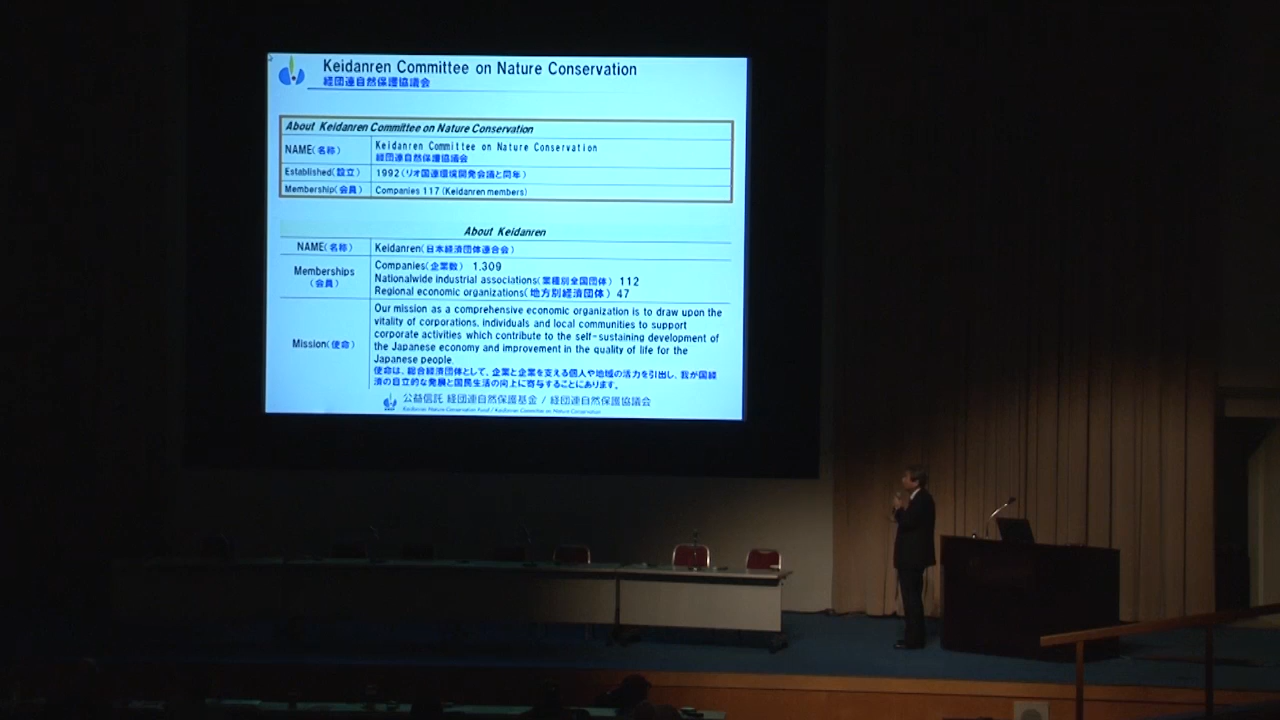 Keidanren Committee on Nature Conservation
経団連自然保護協議会
About Keidanren Committee on Nature Conservation
NAME(名称)
Keidanren Committee on Nature Conservation
経団連自然保護協議会
Established(設立)
1992(リオ国連環境開発会議と同年)
Membership(会員)
Companies 117 (Keidanren members)
About Keidanren
NAME(名称)
Keidanren(日本経済団体連合会)
Memberships
(会員)
Companies(企業数) 1,309
Nationalwide industrial associations(業種別全国団体) 112
Regional economic organizations(地方別経済団体) 47
Mission(使命)
Our mission as a comprehensive economic organization is to draw upon the
vitality of corporations, individuals and local communities to support
corporate activities which contribute to the self-sustaining development of
the Japanese economy and improvement in the quality of life for the
Japanese people.
使命は、総合経済団体として、企業と企業を支える個人や地域の活力を引出し、我が国経
済の自立的な発展と国民生活の向上に寄与することにあります。
公益信託 経団連自然保護基金 / 経団連自然保護協議会
Keidanren Nature Conservation Fund / Keidanren Committee on Nature Conservation